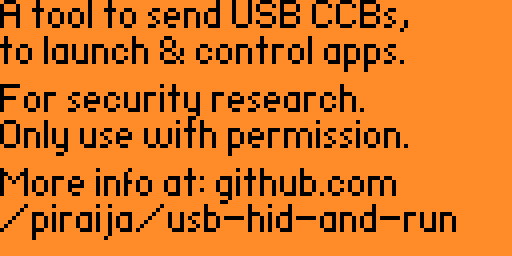 A tool to send USB CCBs,
to launch & control apps.
For security research.
Only use with permission.
More info at: github.com
/piraija/usb-hid-and-run